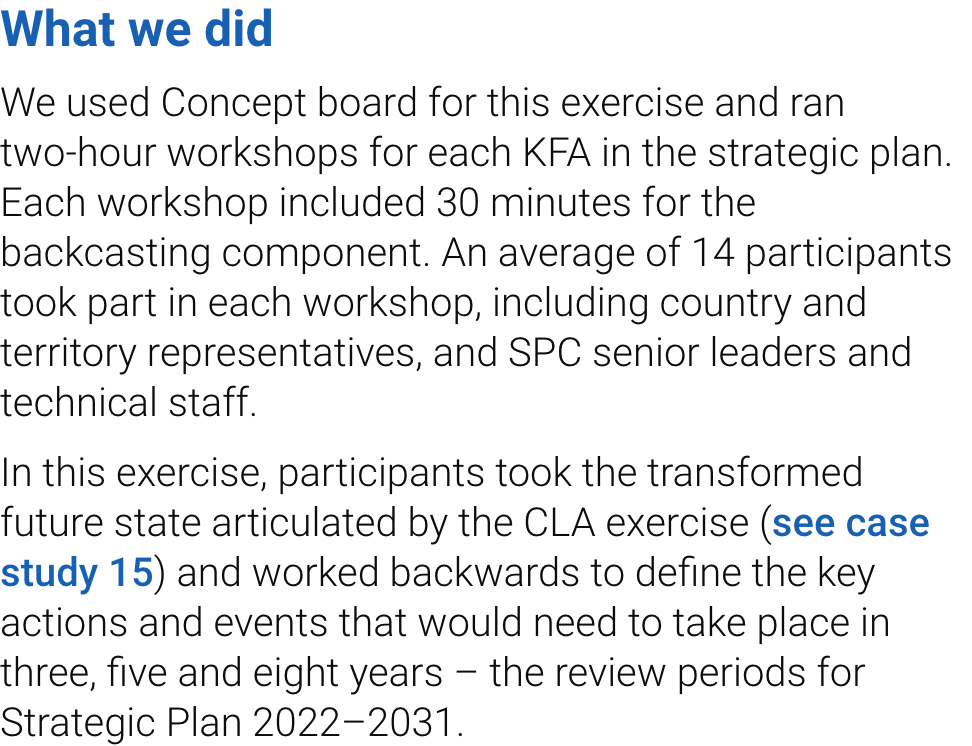 What we did
We used Concept board for this exercise and ran
two-hour workshops for each KFA in the strategic plan.
Each workshop included 30 minutes for the
backcasting component. An average of 14 participants
took part in each workshop, including country and
territory representatives, and SPC senior leaders and
technical staff.
In this exercise, participants took the transformed
future state articulated by the CLA exercise (see case
study 15) and worked backwards to define the key
actions and events that would need to take place in
three, five and eight years – the review periods for
Strategic Plan 2022–2031.